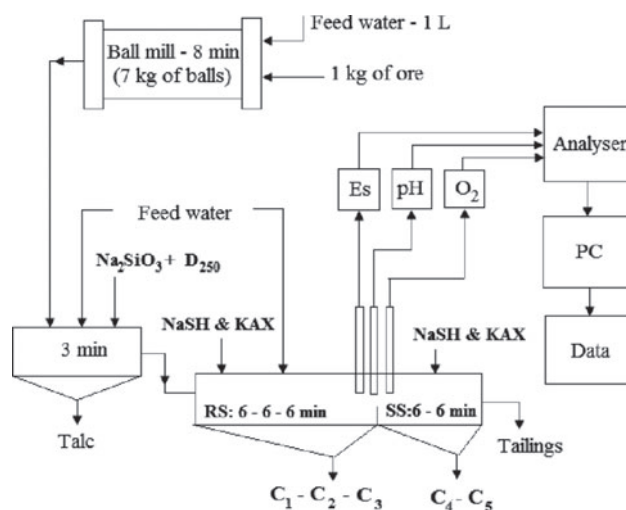 Feed water - 1 L
Ball mill - 8 min
(7 kg of balls)
1 kg of ore
Analyser
Es
pH
O₂
Feed water
PC
Na₂SiO₃ + D₂₅₀
NaSH & KAX
NaSH & KAX
3 min
Data
RS: 6 - 6 - 6 min
SS:6 - 6 min
Talc
Tailings
C₁ - C₂ - C₃
C₄- C₅